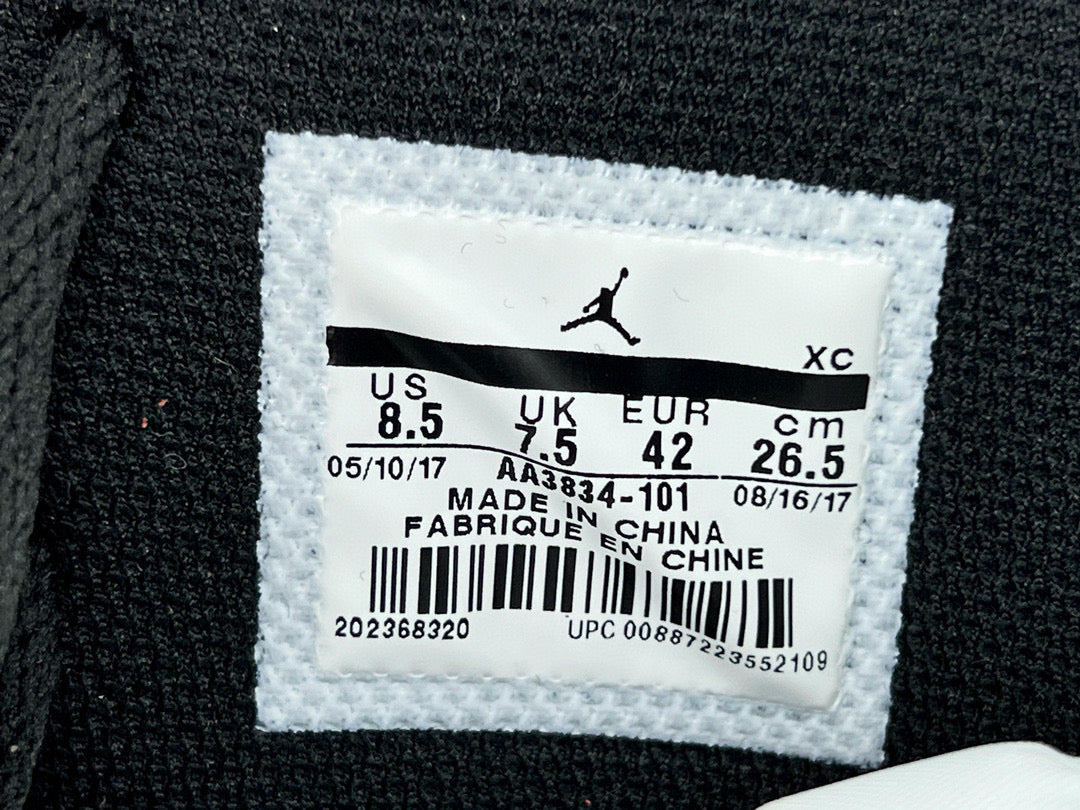 XC
US UK EUR cm
8.5 7.5 42 26.5
05/10/17 AA3834-101 08/16/17
MADE IN CHINA
FABRIQUE EN CHINE
202368320 UPC 00887223552109